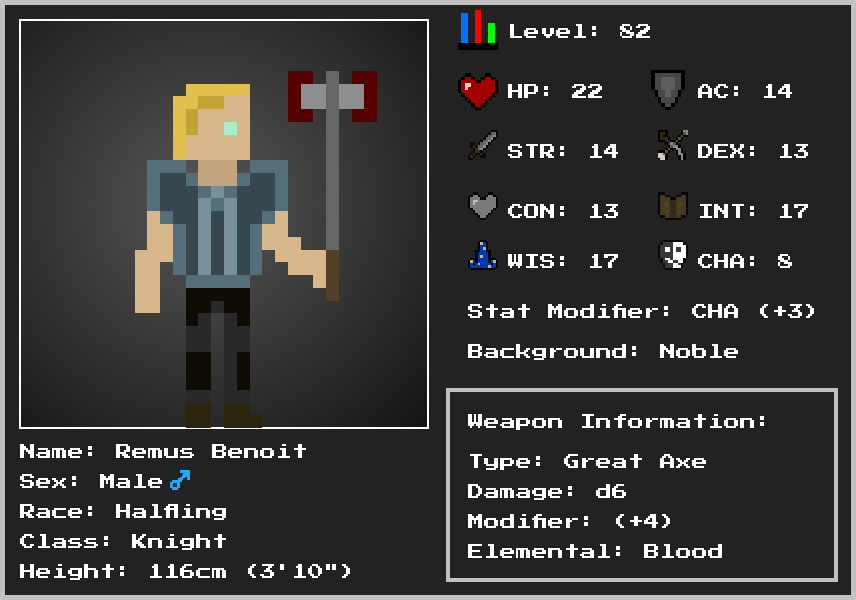 Level: 82
HP: 22
AC: 14
STR: 14
DEX: 13
CON: 13
INT: 17
WIS: 17
CHA: 8
Stat Modifier: CHA (+3)
Background: Noble
Weapon Information:
Type: Great Axe
Damage: d6
Modifier: (+4)
Elemental: Blood
Name: Remus Benoit
Sex: Male ♂
Race: Halfling
Class: Knight
Height: 116cm (3'10")